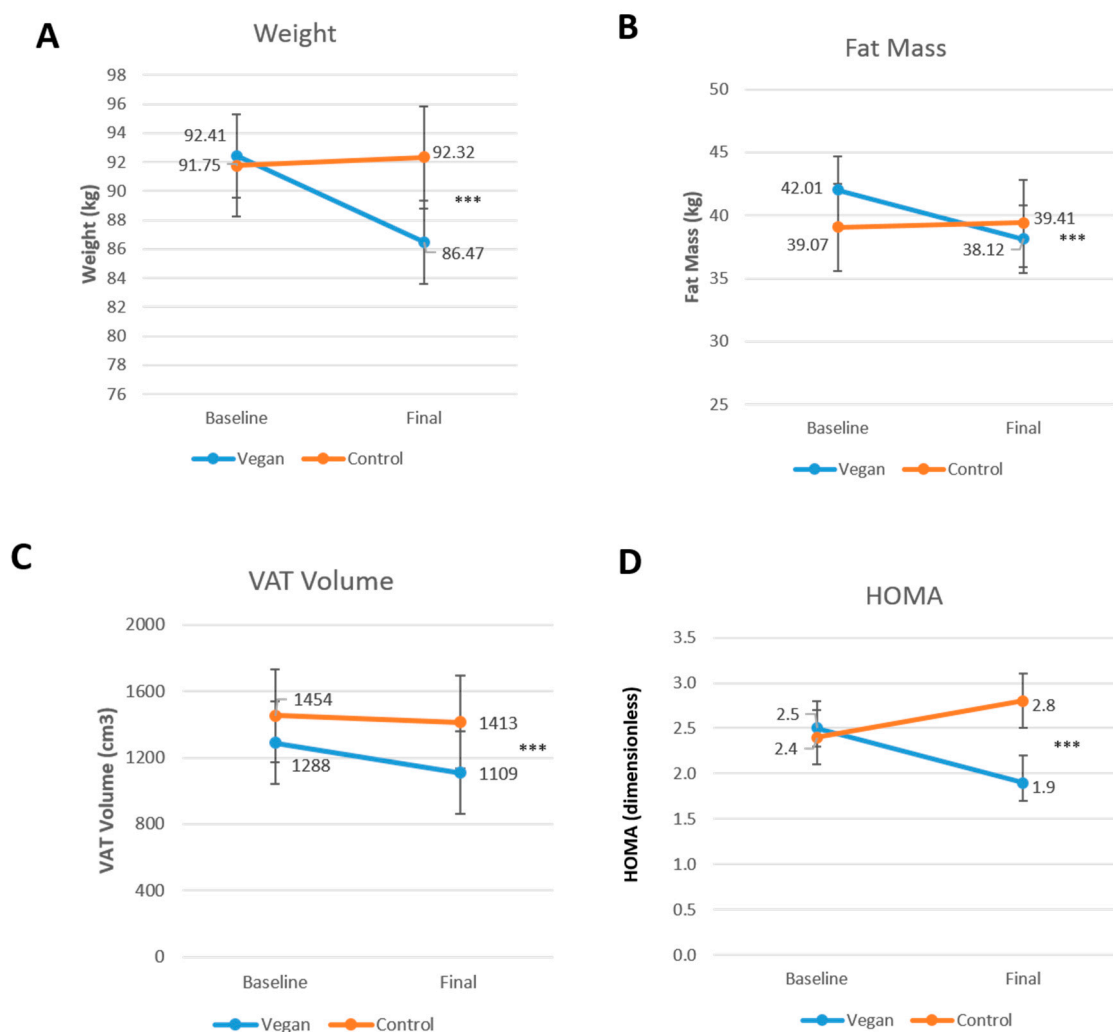 A
Weight
Weight (kg)
98
96
94
92
90
88
86
84
82
80
78
76
92.41
91.75
92.32
***
86.47
Baseline
Final
Vegan
Control
B
Fat Mass
Fat Mass (kg)
50
45
40
35
30
25
42.01
39.07
39.41
38.12
***
Baseline
Final
Vegan
Control
C
VAT Volume
VAT Volume (cm3)
2000
1600
1200
800
400
0
1454
1288
1413
***
1109
Baseline
Final
Vegan
Control
D
HOMA
HOMA (dimensionless)
3.5
3.0
2.5
2.0
1.5
1.0
0.5
0.0
2.5
2.4
2.8
***
1.9
Baseline
Final
Vegan
Control